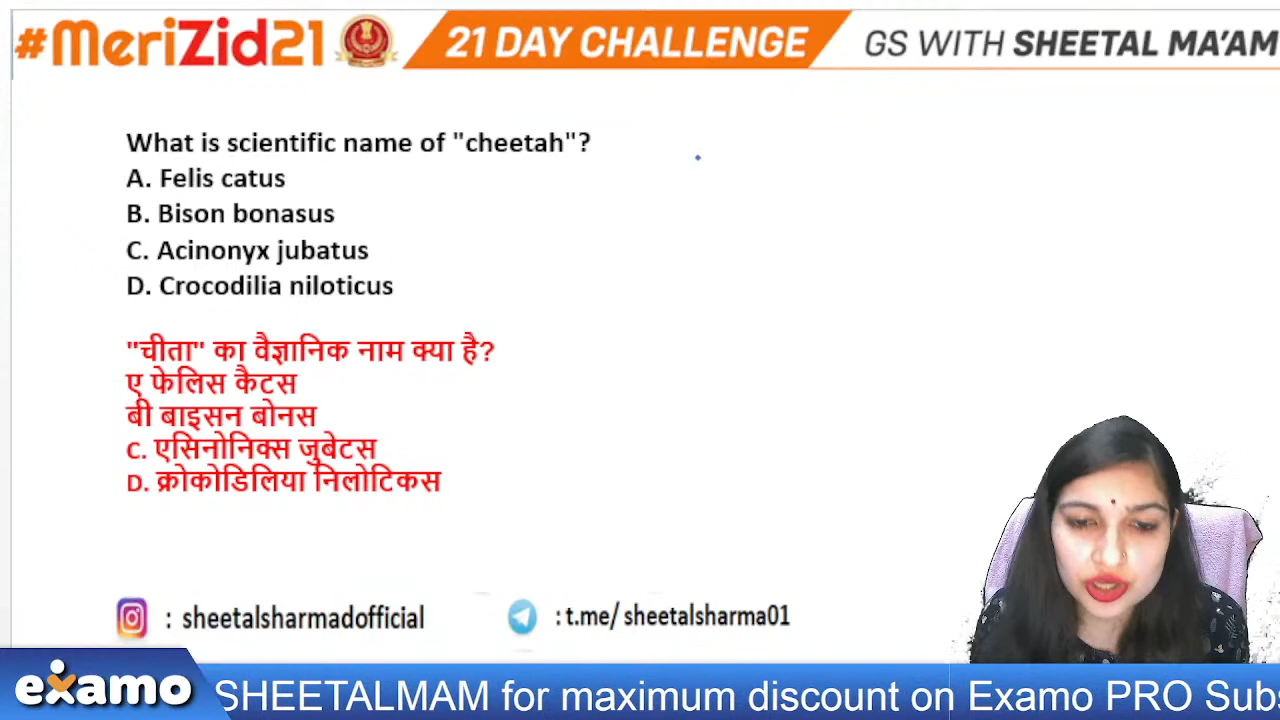 #MeriZid21 21 DAY CHALLENGE GS WITH SHEETAL MA'AM
What is scientific name of "cheetah"?
A. Felis catus
B. Bison bonasus
C. Acinonyx jubatus
D. Crocodilia niloticus
"चीता" का वैज्ञानिक नाम क्या है?
ए फेलिस कैटस
बी बाइसन बोनस
C. एसिनोनिक्स जुबेटस
D. क्रोकोडिलिया निलोटिकस
: sheetalsharmadofficial : t.me/ sheetalsharma01
examo SHEETALMAM for maximum discount on Examo PRO Subs